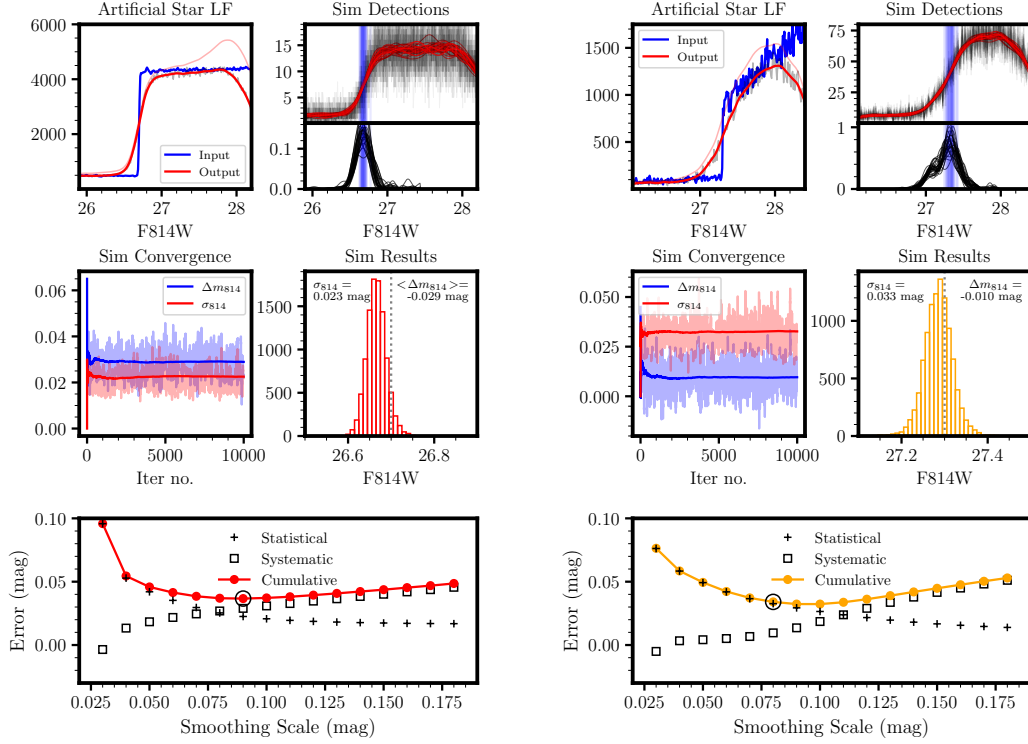 Artificial Star LF
6000
4000
2000
26
27
28
F814W
Input
Output
Sim Detections
15
10
5
0.1
0.0
26
27
28
F814W
Sim Convergence
0.06
0.04
0.02
0.00
0
5000
10000
Iter no.
Δm814
σ814
Sim Results
σ814 =
0.023 mag
<Δm814>=
-0.029 mag
1500
1000
500
0
26.6
26.8
F814W
0.10
0.05
0.00
Error (mag)
Statistical
Systematic
Cumulative
0.025
0.050
0.075
0.100
0.125
0.150
0.175
Smoothing Scale (mag)
Artificial Star LF
1500
1000
500
27
28
F814W
Input
Output
Sim Detections
75
50
25
1
0
27
28
F814W
Sim Convergence
0.050
0.025
0.000
0
5000
10000
Iter no.
Δm814
σ814
Sim Results
σ814 =
0.033 mag
Δm814=
-0.010 mag
1000
500
0
27.2
27.4
F814W
0.10
0.05
0.00
Error (mag)
Statistical
Systematic
Cumulative
0.025
0.050
0.075
0.100
0.125
0.150
0.175
Smoothing Scale (mag)